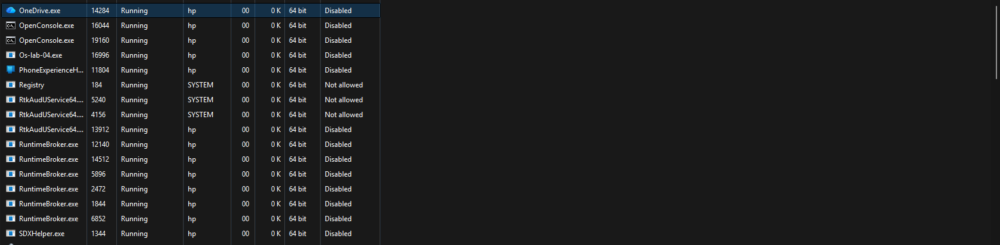 OneDrive.exe 14284 Running hp 00 0 K 64 bit Disabled
OpenConsole.exe 16044 Running hp 00 0 K 64 bit Disabled
OpenConsole.exe 19160 Running hp 00 0 K 64 bit Disabled
Os-lab-04.exe 16996 Running hp 00 0 K 64 bit Disabled
PhoneExperienceH... 11804 Running hp 00 0 K 64 bit Disabled
Registry 184 Running SYSTEM 00 0 K 64 bit Not allowed
RtkAudUService64.... 5240 Running SYSTEM 00 0 K 64 bit Not allowed
RtkAudUService64.... 4156 Running SYSTEM 00 0 K 64 bit Not allowed
RtkAudUService64.... 13912 Running hp 00 0 K 64 bit Disabled
RuntimeBroker.exe 12140 Running hp 00 0 K 64 bit Disabled
RuntimeBroker.exe 14512 Running hp 00 0 K 64 bit Disabled
RuntimeBroker.exe 5896 Running hp 00 0 K 64 bit Disabled
RuntimeBroker.exe 2472 Running hp 00 0 K 64 bit Disabled
RuntimeBroker.exe 1844 Running hp 00 0 K 64 bit Disabled
RuntimeBroker.exe 6852 Running hp 00 0 K 64 bit Disabled
SDXHelper.exe 1344 Running hp 00 0 K 64 bit Disabled